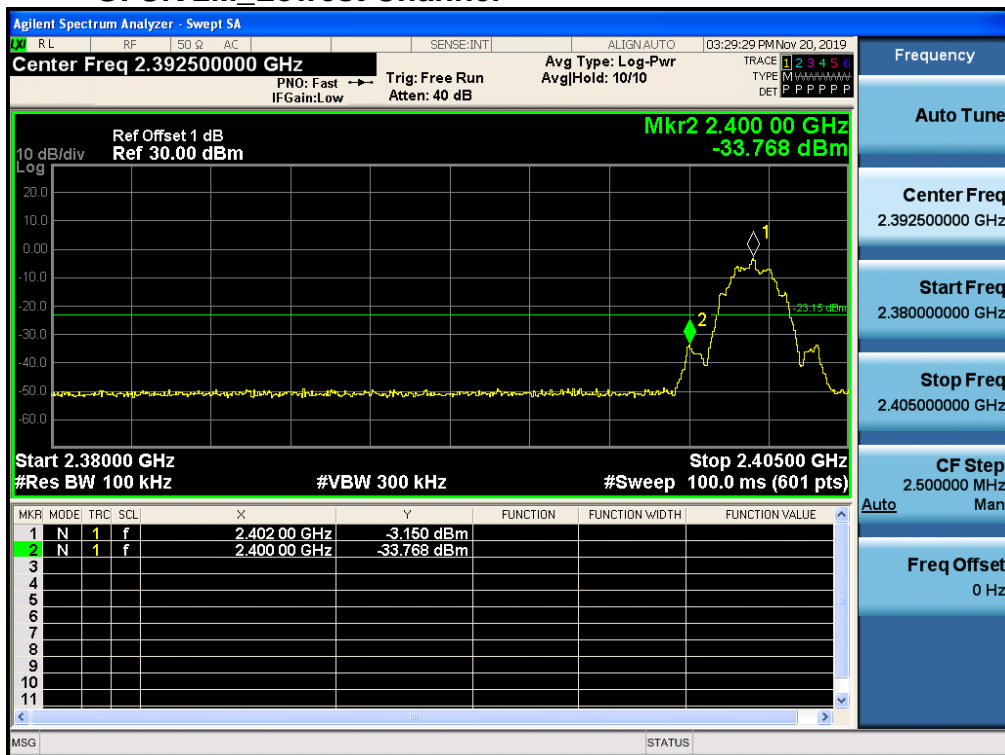 Agilent Spectrum Analyzer - Swept SA
LXI RL RF 50 Ω AC SENSE:INT ALIGN AUTO 03:29:29 PM Nov 20, 2019
Center Freq 2.392500000 GHz
PNO: Fast
IFGain:Low
Trig: Free Run
Atten: 40 dB
Avg Type: Log-Pwr
Avg|Hold: 10/10
TRACE 1 2 3 4 5 6
TYPE M
DET P P P P P P
Ref Offset 1 dB
10 dB/div Ref 30.00 dBm
Log
Mkr2 2.400 00 GHz
-33.768 dBm
20.0
10.0
0.00
-10.0
-20.0
-30.0
-40.0
-50.0
-60.0
1
2
-23.15 dBm
Start 2.38000 GHz Stop 2.40500 GHz
#Res BW 100 kHz #VBW 300 kHz #Sweep 100.0 ms (601 pts)
MKR MODE TRC SCL X Y FUNCTION FUNCTION WIDTH FUNCTION VALUE
1 N 1 f 2.402 00 GHz -3.150 dBm
2 N 1 f 2.400 00 GHz -33.768 dBm
3
4
5
6
7
8
9
10
11
MSG STATUS
Frequency
Auto Tune
Center Freq
2.392500000 GHz
Start Freq
2.380000000 GHz
Stop Freq
2.405000000 GHz
CF Step
2.500000 MHz
Auto Man
Freq Offset
0 Hz